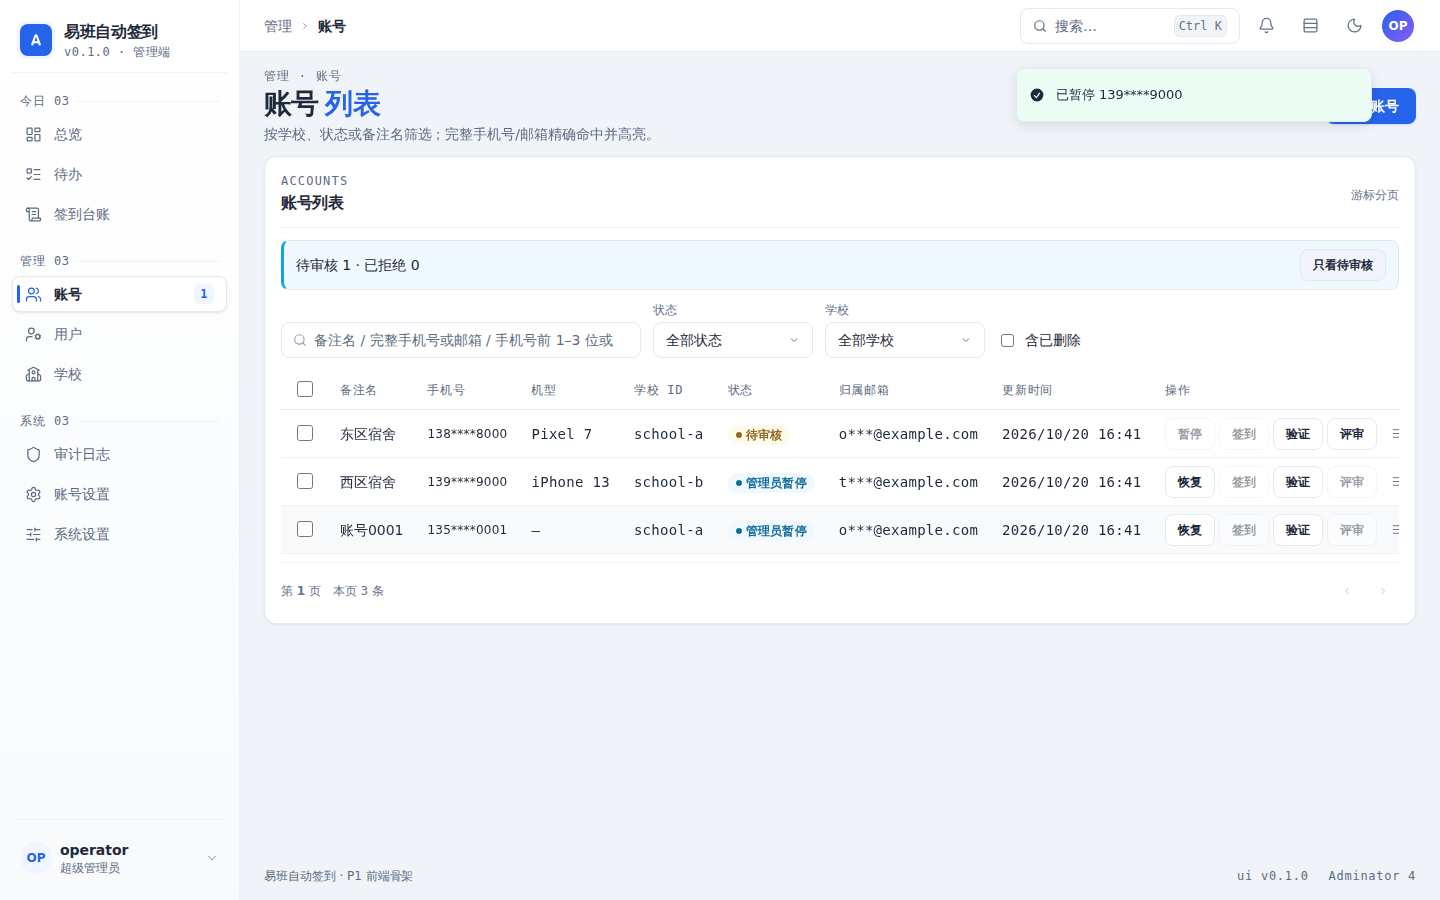 易班自动签到
v0.1.0 · 管理端
今日 03
总览
待办
签到台账
管理 03
账号 1
用户
学校
系统 03
审计日志
账号设置
系统设置
OP operator
超级管理员
管理 › 账号
搜索… Ctrl K
OP
管理 · 账号
账号 列表
按学校、状态或备注名筛选；完整手机号/邮箱精确命中并高亮。
已暂停 139****9000
账号
ACCOUNTS
账号列表
游标分页
待审核 1 · 已拒绝 0
只看待审核
状态 学校
备注名 / 完整手机号或邮箱 / 手机号前 1–3 位或 全部状态 全部学校 含已删除
备注名 手机号 机型 学校 ID 状态 归属邮箱 更新时间 操作
东区宿舍 138****8000 Pixel 7 school-a 待审核 o***@example.com 2026/10/20 16:41 暂停 签到 验证 评审
西区宿舍 139****9000 iPhone 13 school-b 管理员暂停 t***@example.com 2026/10/20 16:41 恢复 签到 验证 评审
账号0001 135****0001 — school-a 管理员暂停 o***@example.com 2026/10/20 16:41 恢复 签到 验证 评审
第 1 页 本页 3 条
易班自动签到 · P1 前端骨架
ui v0.1.0 Adminator 4